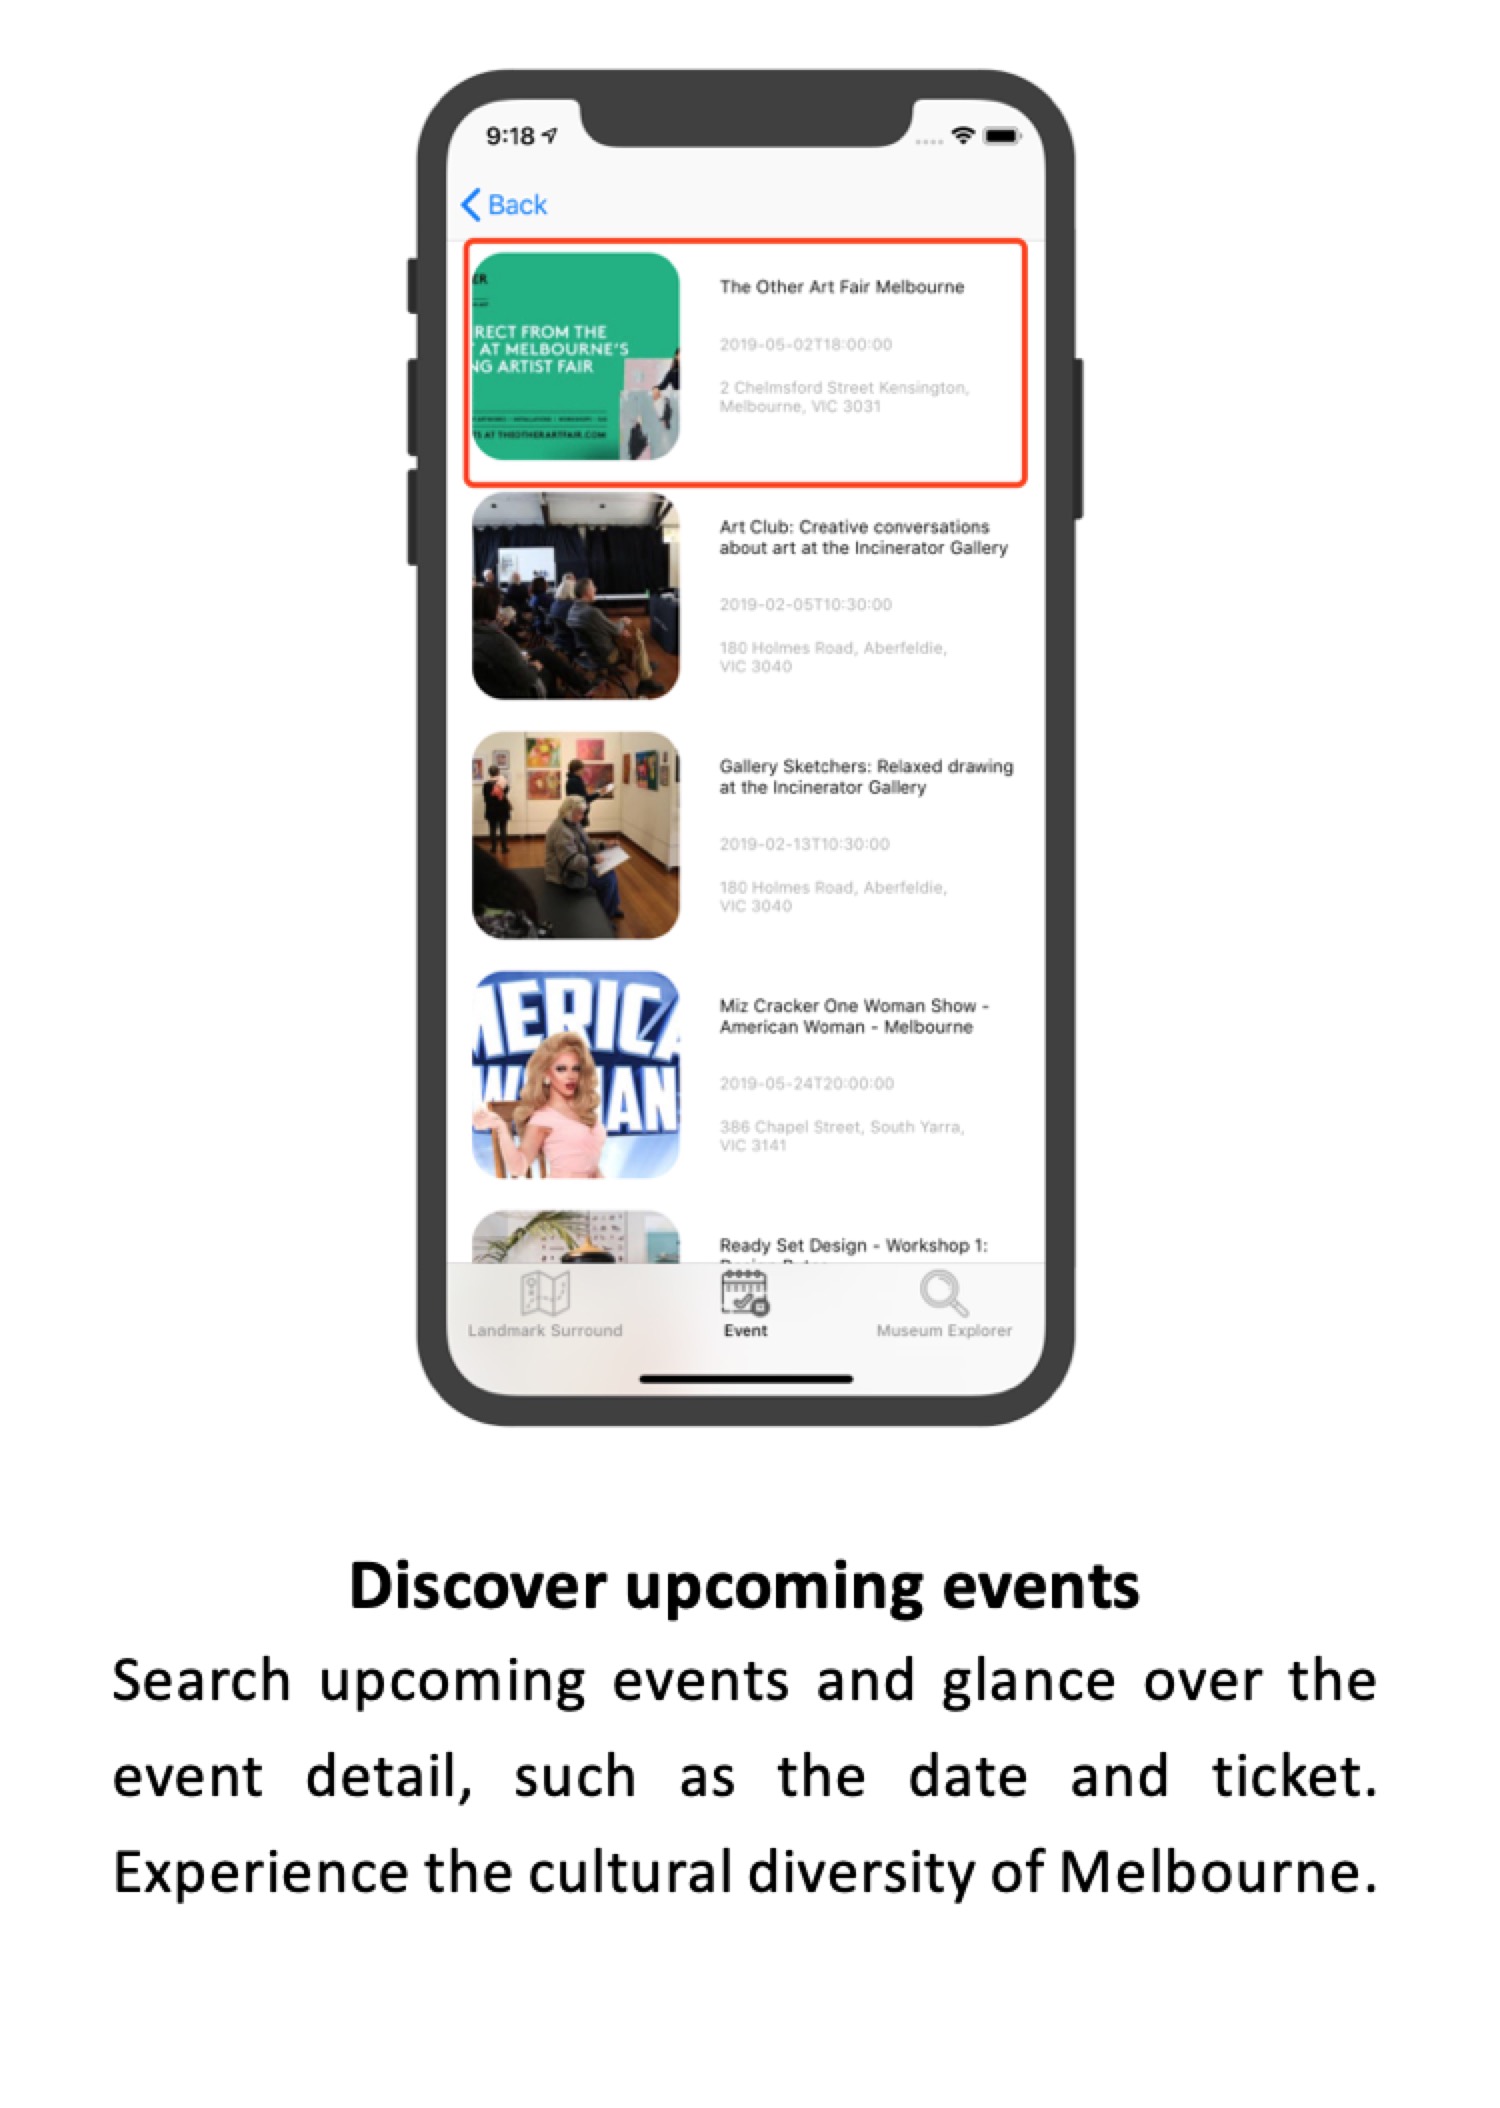 9:18
Back
ER
RECT FROM THE
AT MELBOURNE'S
NG ARTIST FAIR
AT THEOTHERARTFAIR.COM
The Other Art Fair Melbourne
2019-05-02T18:00:00
2 Chelmsford Street Kensington,
Melbourne, VIC 3031
Art Club: Creative conversations
about art at the Incinerator Gallery
2019-02-05T10:30:00
180 Holmes Road, Aberfeldie,
VIC 3040
Gallery Sketchers: Relaxed drawing
at the Incinerator Gallery
2019-02-13T10:30:00
180 Holmes Road, Aberfeldie,
VIC 3040
MERICA
W MAN
Miz Cracker One Woman Show -
American Woman - Melbourne
2019-05-24T20:00:00
386 Chapel Street, South Yarra,
VIC 3141
Ready Set Design - Workshop 1:
Landmark Surround
Event
Museum Explorer
Discover upcoming events
Search upcoming events and glance over the
event detail, such as the date and ticket.
Experience the cultural diversity of Melbourne.